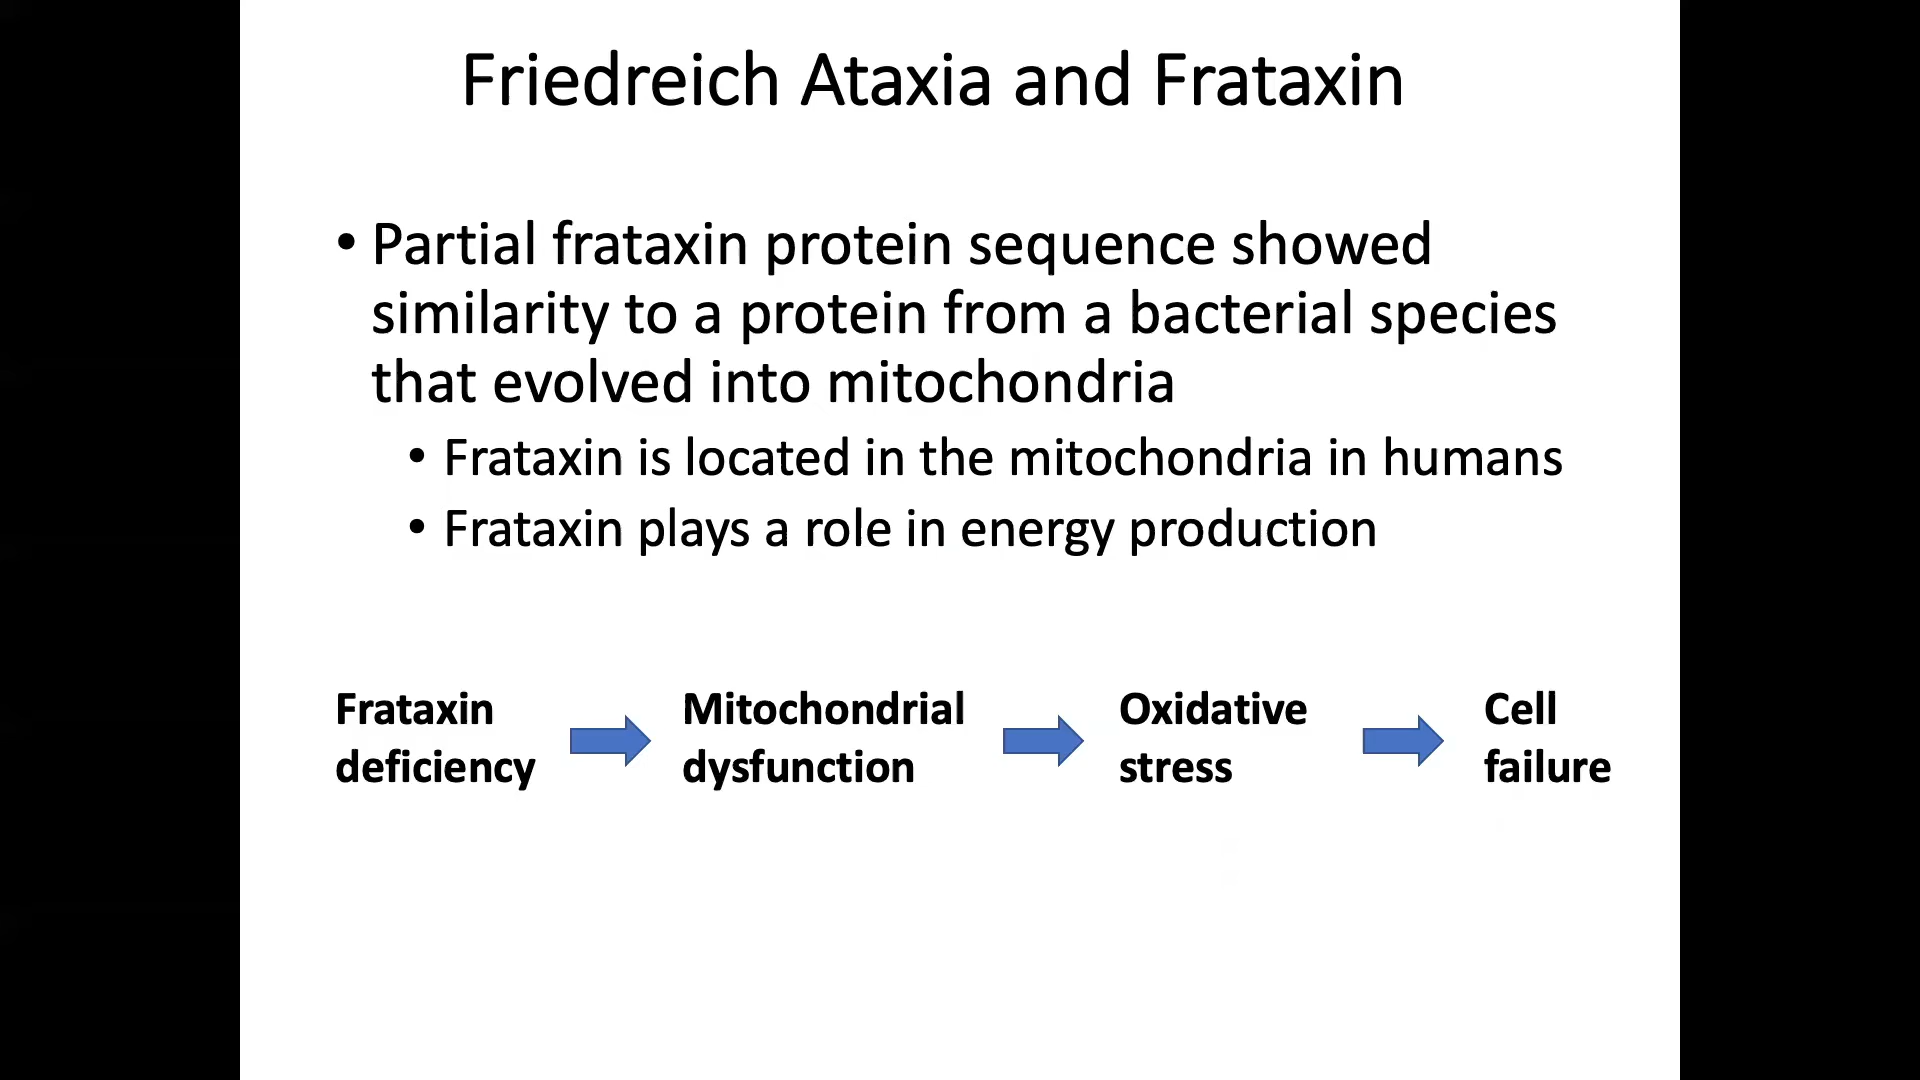 Friedreich Ataxia and Frataxin
• Partial frataxin protein sequence showed
similarity to a protein from a bacterial species
that evolved into mitochondria
• Frataxin is located in the mitochondria in humans
• Frataxin plays a role in energy production
Frataxin
deficiency
Mitochondrial
dysfunction
Oxidative
stress
Cell
failure